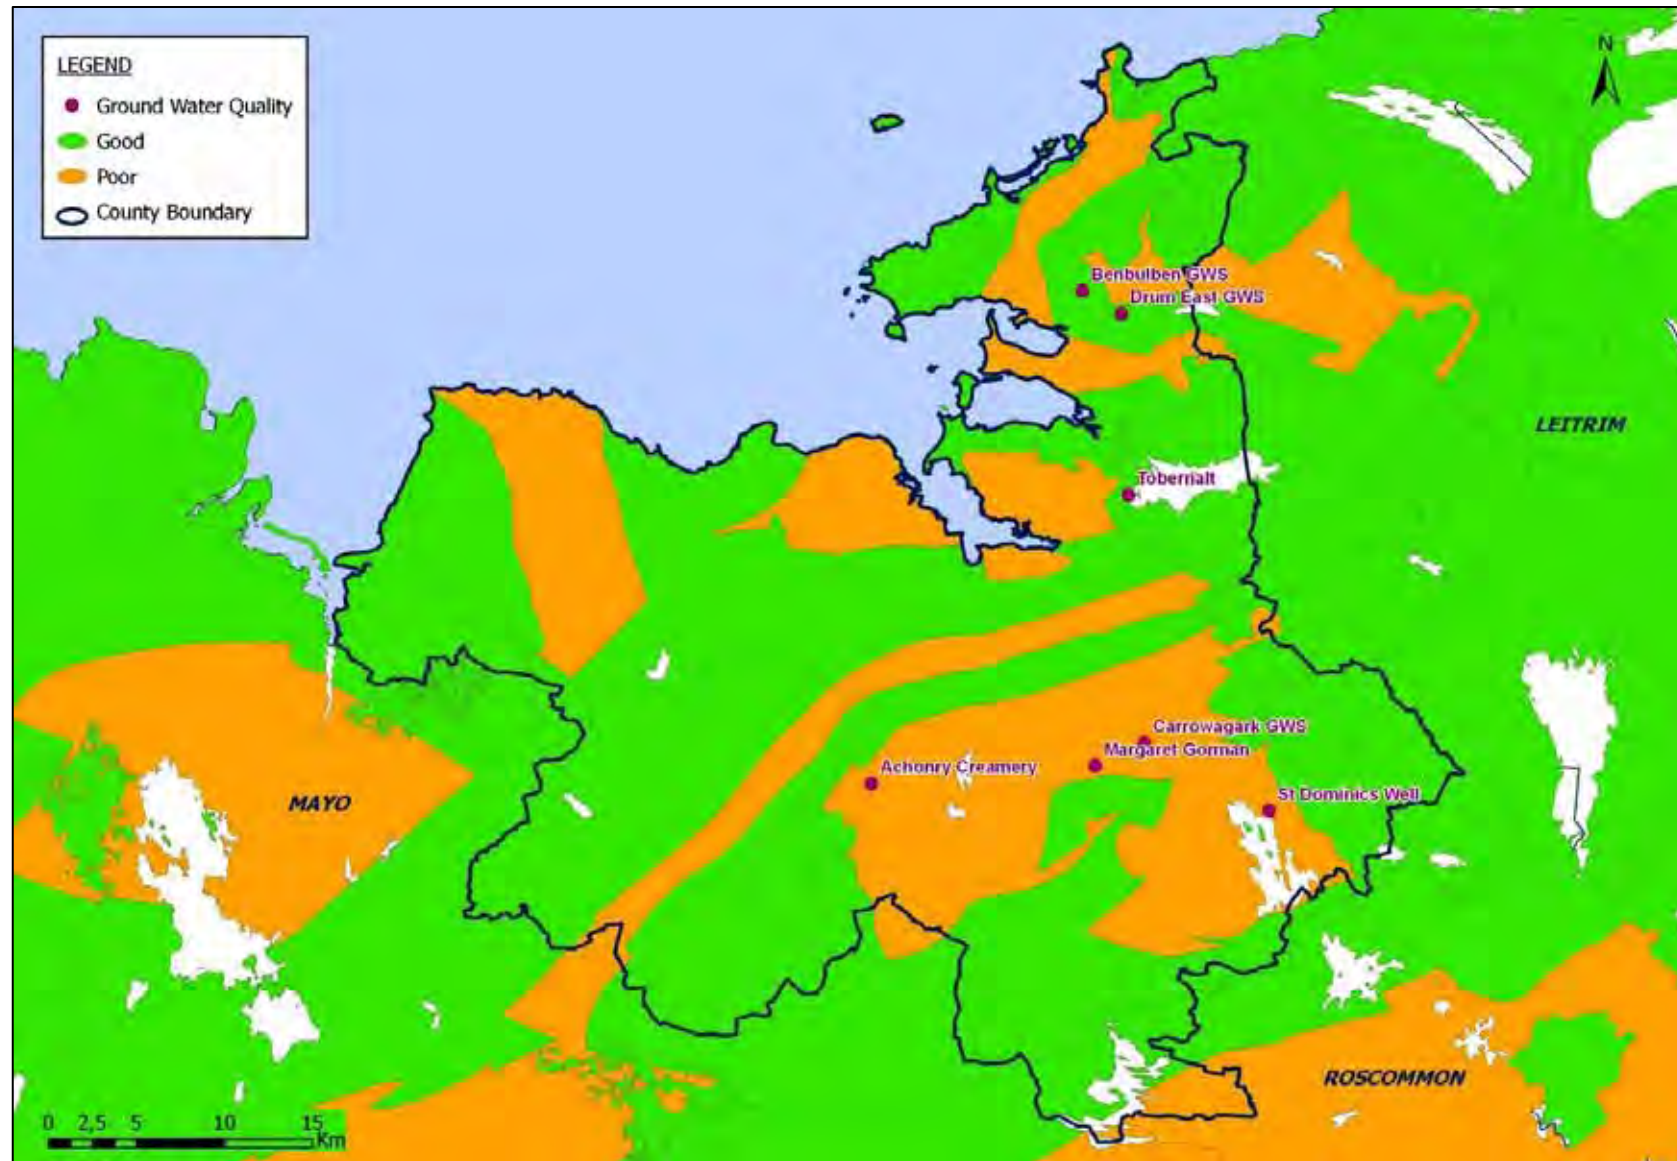 LEGEND
Ground Water Quality
Good
Poor
County Boundary
N
Benbulben GWS
Drum East GWS
LEITRIM
Tobernalt
Carrowagark GWS
Margaret Gorman
Achonry Creamery
St Dominics Well
MAYO
ROSCOMMON
0 2,5 5 10 15
Km